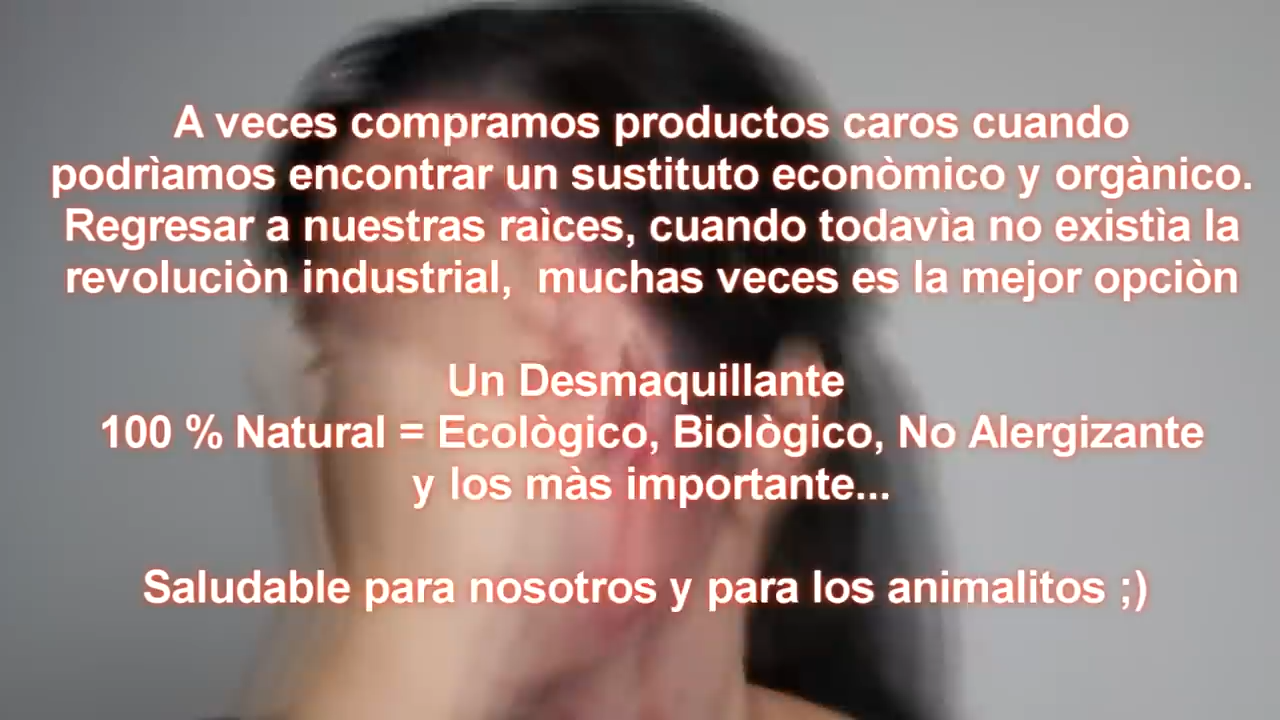 A veces compramos productos caros cuando
podrìamos encontrar un sustituto econòmico y orgànico.
Regresar a nuestras raìces, cuando todavìa no existìa la
revoluciòn industrial,  muchas veces es la mejor opciòn
Un Desmaquillante
100 % Natural = Ecològico, Biològico, No Alergizante
y los màs importante...
Saludable para nosotros y para los animalitos ;)